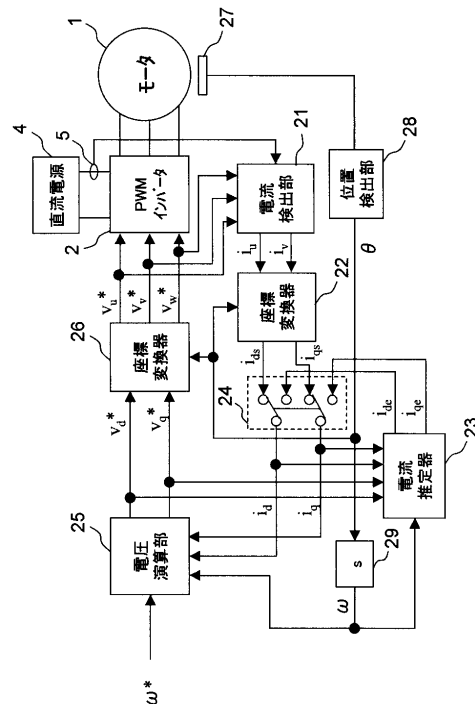 4
直流電源
5
1
モータ
27
2
PWM
インバータ
v_u*
v_v*
v_w*
21
電流
検出部
28
位置
検出部
θ
26
座標
変換器
i_u
i_v
22
座標
変換器
v_d*
v_q*
i_ds
i_qs
24
i_de
i_qe
25
電圧
演算部
i_d
i_q
23
電流
推定器
s
29
ω
ω*